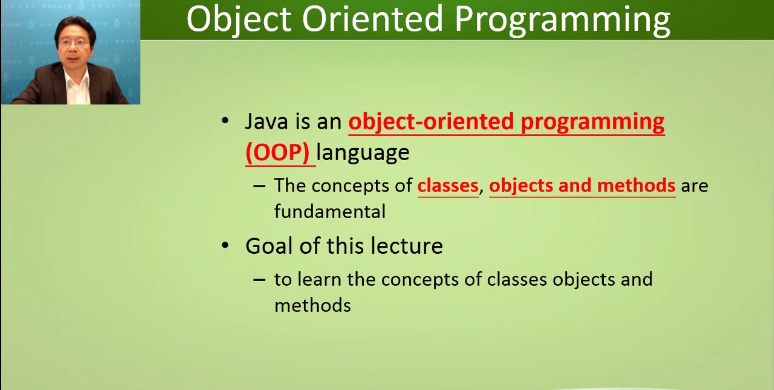 Object Oriented Programming
• Java is an object-oriented programming
(OOP) language
– The concepts of classes, objects and methods are
fundamental
• Goal of this lecture
– to learn the concepts of classes objects and
methods